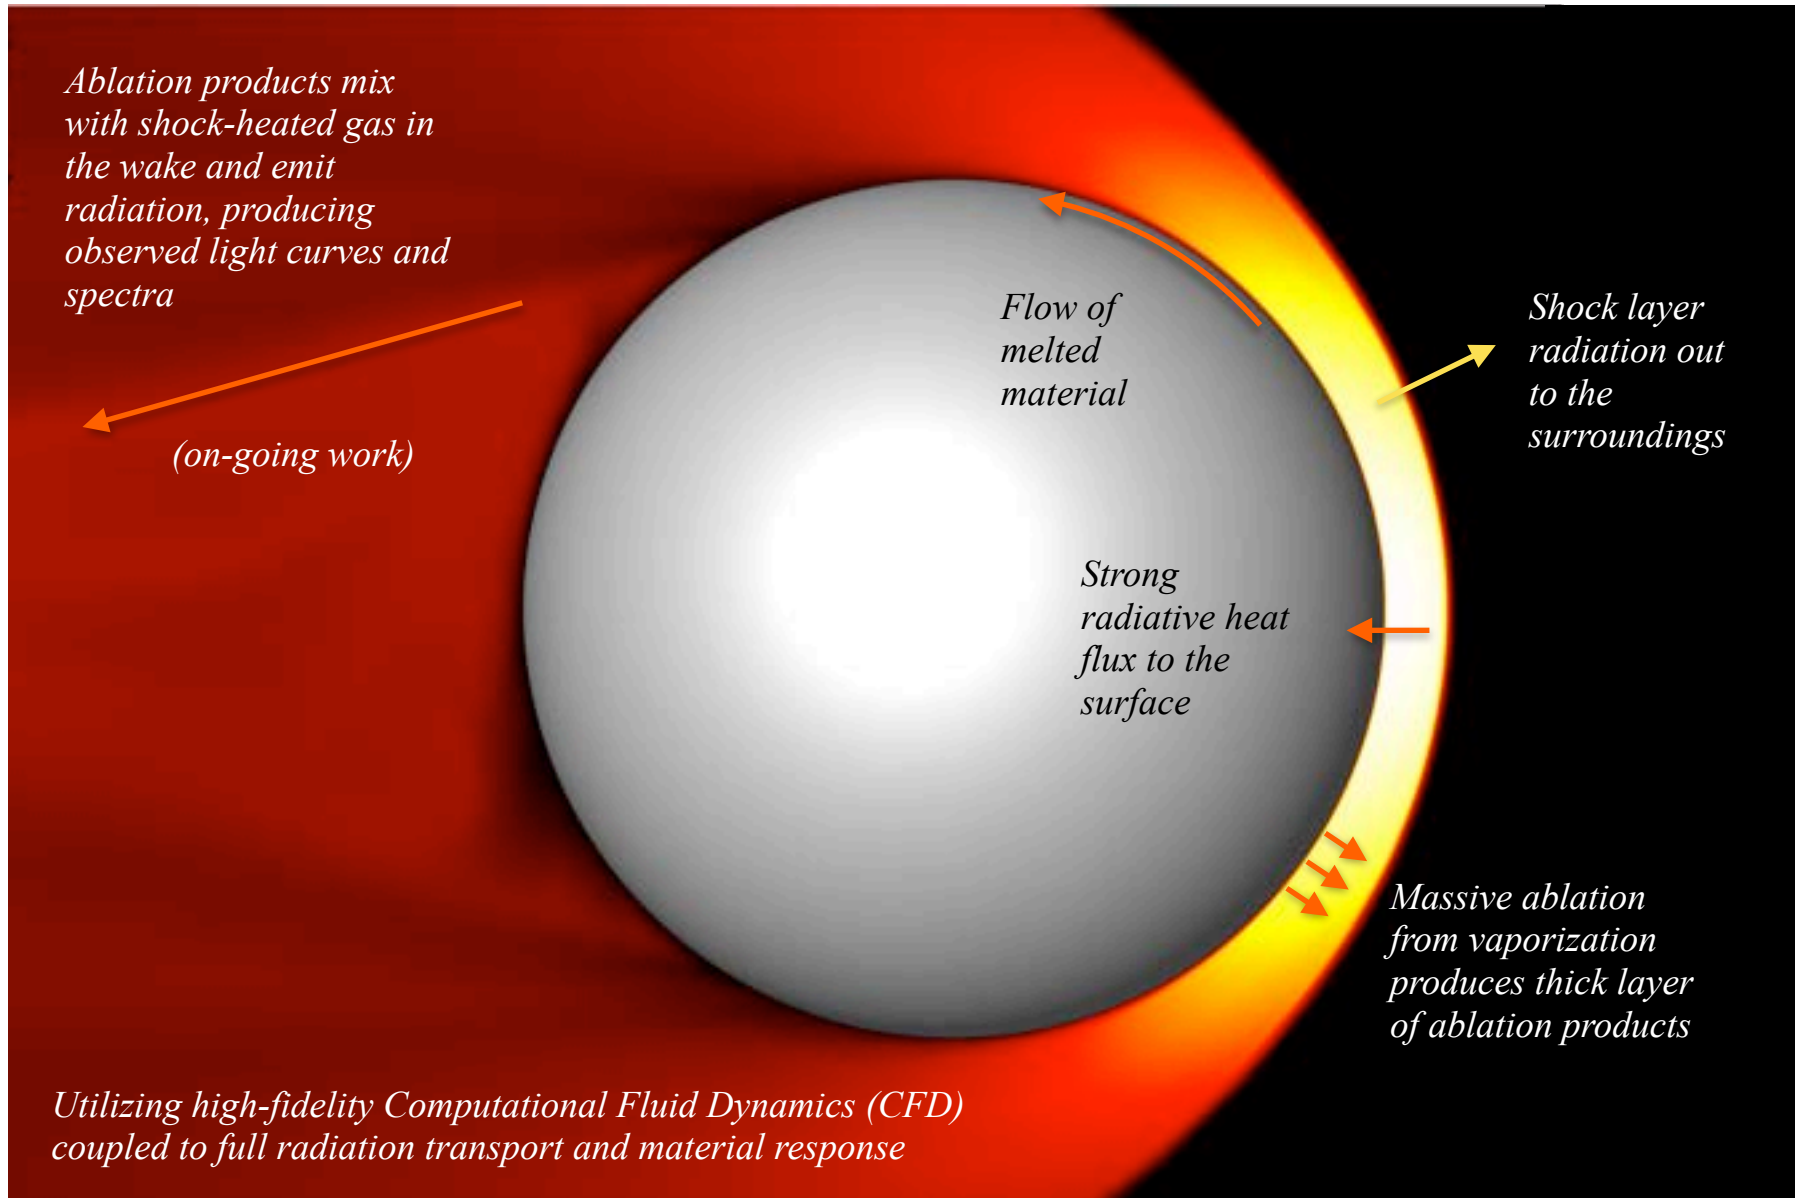 Ablation products mix
with shock-heated gas in
the wake and emit
radiation, producing
observed light curves and
spectra
(on-going work)
Flow of
melted
material
Shock layer
radiation out
to the
surroundings
Strong
radiative heat
flux to the
surface
Massive ablation
from vaporization
produces thick layer
of ablation products
Utilizing high-fidelity Computational Fluid Dynamics (CFD)
coupled to full radiation transport and material response